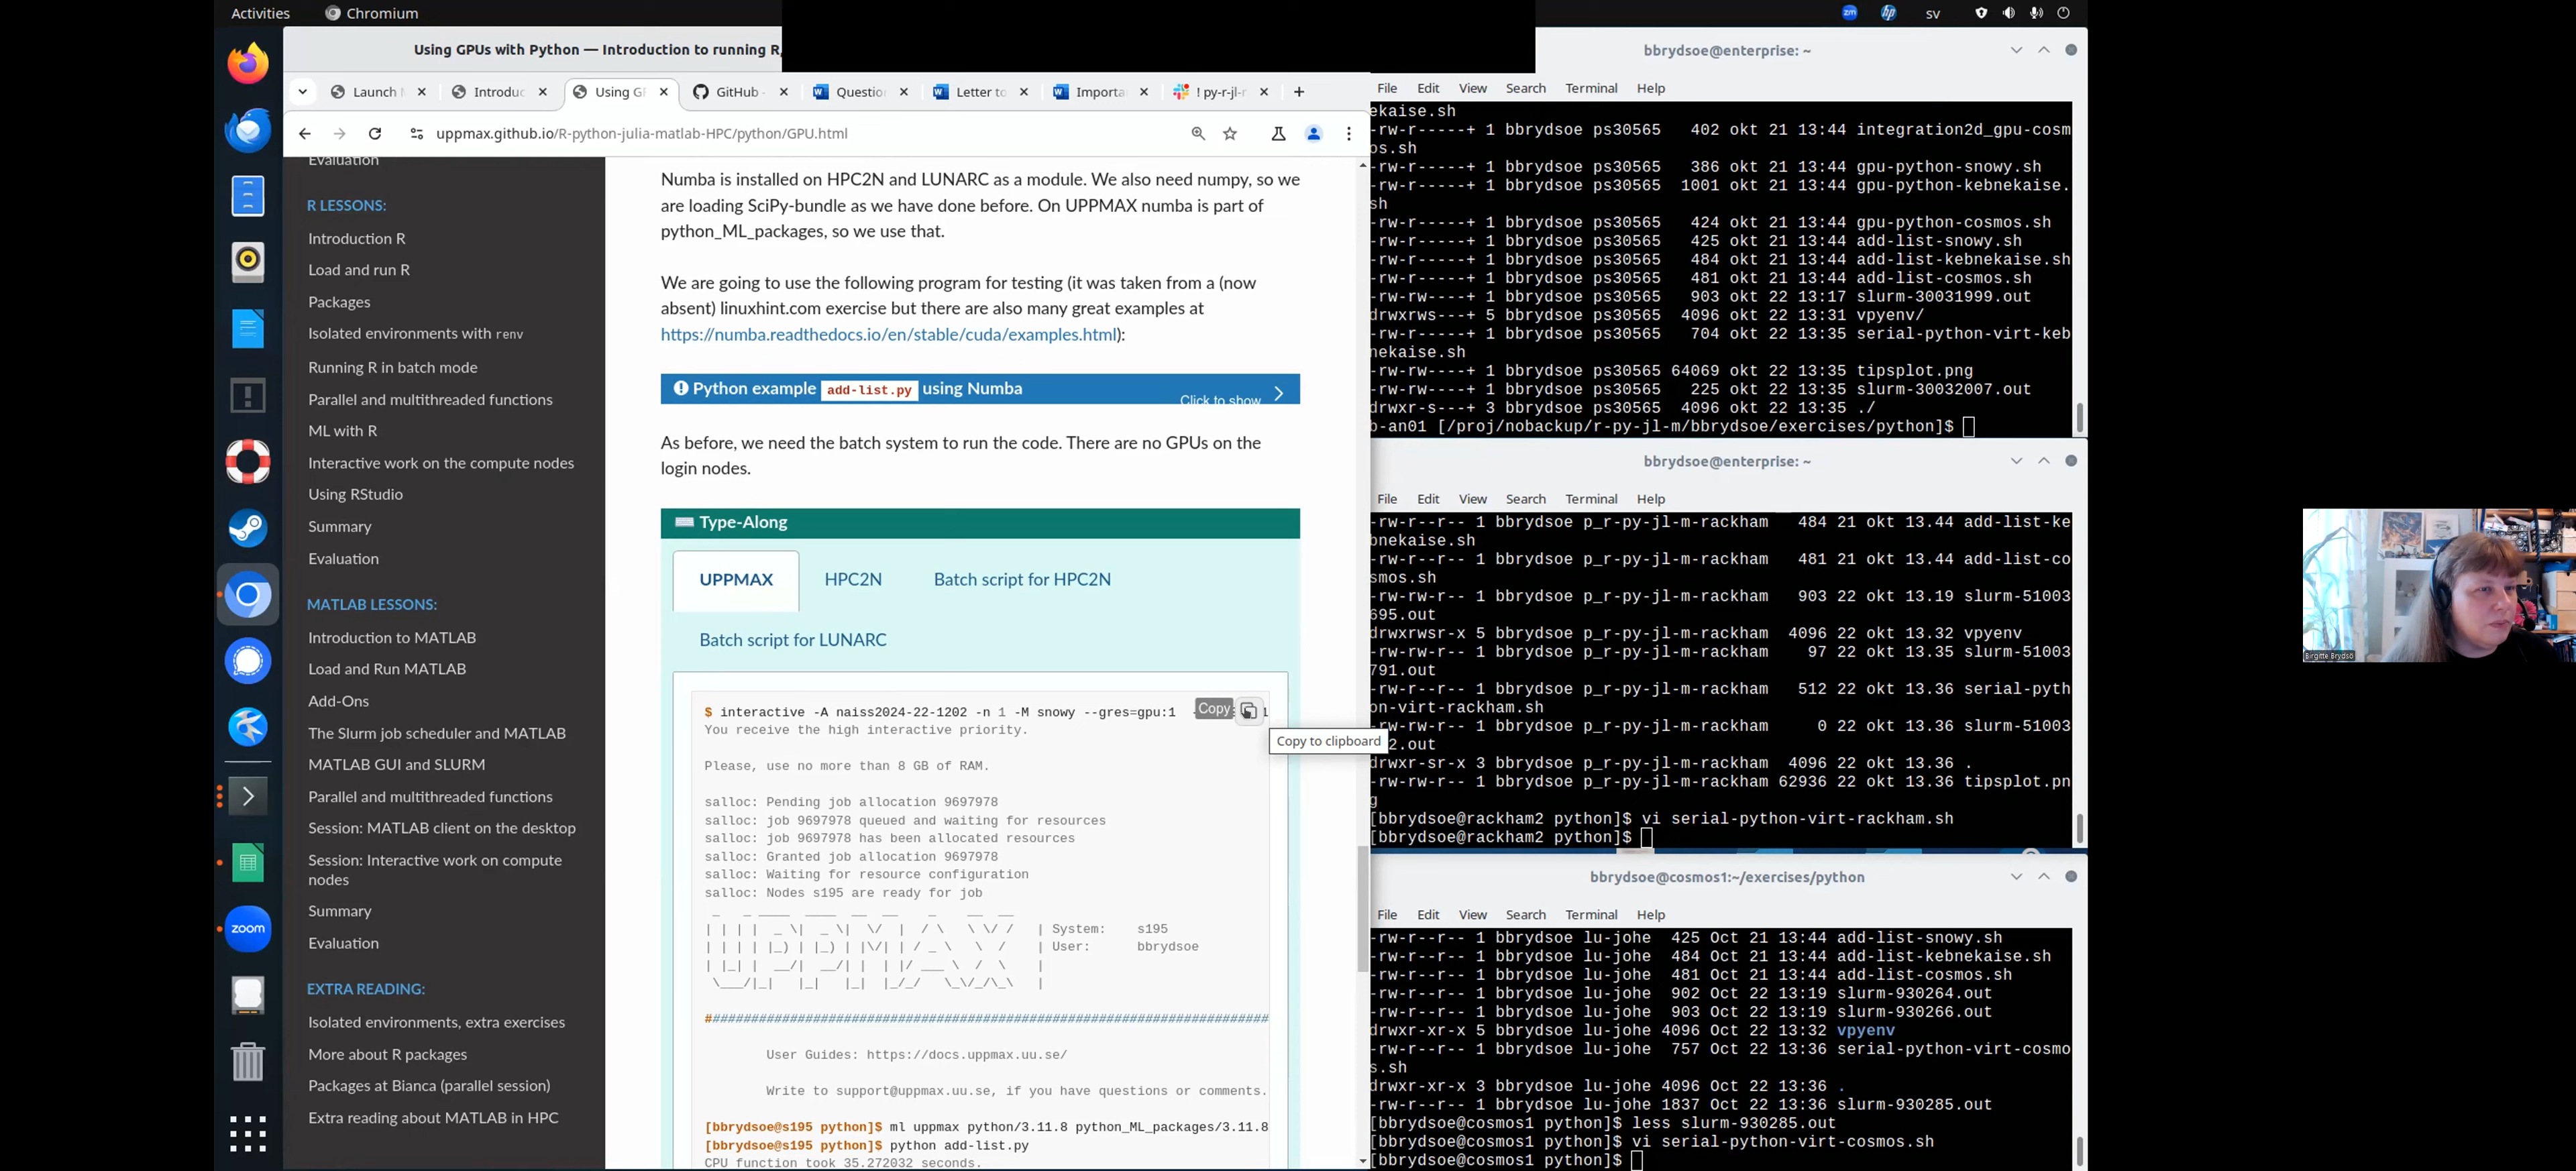 Activities
Chromium
sv
Using GPUs with Python — Introduction to running R,
Launch
Introduc
Using GF
GitHub -
Question
Letter to
Importa
! py-r-jl-r
uppmax.github.io/R-python-julia-matlab-HPC/python/GPU.html
Evaluation
R LESSONS:
Introduction R
Load and run R
Packages
Isolated environments with renv
Running R in batch mode
Parallel and multithreaded functions
ML with R
Interactive work on the compute nodes
Using RStudio
Summary
Evaluation
MATLAB LESSONS:
Introduction to MATLAB
Load and Run MATLAB
Add-Ons
The Slurm job scheduler and MATLAB
MATLAB GUI and SLURM
Parallel and multithreaded functions
Session: MATLAB client on the desktop
Session: Interactive work on compute
nodes
Summary
Evaluation
EXTRA READING:
Isolated environments, extra exercises
More about R packages
Packages at Bianca (parallel session)
Extra reading about MATLAB in HPC
Numba is installed on HPC2N and LUNARC as a module. We also need numpy, so we
are loading SciPy-bundle as we have done before. On UPPMAX numba is part of
python_ML_packages, so we use that.
We are going to use the following program for testing (it was taken from a (now
absent) linuxhint.com exercise but there are also many great examples at
https://numba.readthedocs.io/en/stable/cuda/examples.html):
Python example add-list.py using Numba
Click to show
As before, we need the batch system to run the code. There are no GPUs on the
login nodes.
Type-Along
UPPMAX
HPC2N
Batch script for HPC2N
Batch script for LUNARC
$ interactive -A naiss2024-22-1202 -n 1 -M snowy --gres=gpu:1
Copy
Copy to clipboard
You receive the high interactive priority.
Please, use no more than 8 GB of RAM.
salloc: Pending job allocation 9697978
salloc: job 9697978 queued and waiting for resources
salloc: job 9697978 has been allocated resources
salloc: Granted job allocation 9697978
salloc: Waiting for resource configuration
salloc: Nodes s195 are ready for job
| System: s195
| User: bbrydsoe
User Guides: https://docs.uppmax.uu.se/
Write to support@uppmax.uu.se, if you have questions or comments.
[bbrydsoe@s195 python]$ ml uppmax python/3.11.8 python_ML_packages/3.11.8
[bbrydsoe@s195 python]$ python add-list.py
CPU function took 35.272032 seconds.
bbrydsoe@enterprise: ~
File Edit View Search Terminal Help
ekaise.sh
-rw-r-----+ 1 bbrydsoe ps30565 402 okt 21 13:44 integration2d_gpu-cosm
os.sh
-rw-r-----+ 1 bbrydsoe ps30565 386 okt 21 13:44 gpu-python-snowy.sh
-rw-r-----+ 1 bbrydsoe ps30565 1001 okt 21 13:44 gpu-python-kebnekaise.
sh
-rw-r-----+ 1 bbrydsoe ps30565 424 okt 21 13:44 gpu-python-cosmos.sh
-rw-r-----+ 1 bbrydsoe ps30565 425 okt 21 13:44 add-list-snowy.sh
-rw-r-----+ 1 bbrydsoe ps30565 484 okt 21 13:44 add-list-kebnekaise.sh
-rw-r-----+ 1 bbrydsoe ps30565 481 okt 21 13:44 add-list-cosmos.sh
-rw-rw----+ 1 bbrydsoe ps30565 903 okt 22 13:17 slurm-30031999.out
drwxrws---+ 5 bbrydsoe ps30565 4096 okt 22 13:31 vpyenv/
-rw-r-----+ 1 bbrydsoe ps30565 704 okt 22 13:35 serial-python-virt-keb
nekaise.sh
-rw-rw----+ 1 bbrydsoe ps30565 64069 okt 22 13:35 tipsplot.png
-rw-rw----+ 1 bbrydsoe ps30565 225 okt 22 13:35 slurm-30032007.out
drwxr-s---+ 3 bbrydsoe ps30565 4096 okt 22 13:35 ./
b-an01 [/proj/nobackup/r-py-jl-m/bbrydsoe/exercises/python]$
bbrydsoe@enterprise: ~
File Edit View Search Terminal Help
-rw-r--r-- 1 bbrydsoe p_r-py-jl-m-rackham 484 21 okt 13.44 add-list-ke
bnekaise.sh
-rw-r--r-- 1 bbrydsoe p_r-py-jl-m-rackham 481 21 okt 13.44 add-list-co
smos.sh
-rw-rw-r-- 1 bbrydsoe p_r-py-jl-m-rackham 903 22 okt 13.19 slurm-51003
695.out
drwxrwsr-x 5 bbrydsoe p_r-py-jl-m-rackham 4096 22 okt 13.32 vpyenv
-rw-rw-r-- 1 bbrydsoe p_r-py-jl-m-rackham 97 22 okt 13.35 slurm-51003
791.out
-rw-r--r-- 1 bbrydsoe p_r-py-jl-m-rackham 512 22 okt 13.36 serial-pyth
on-virt-rackham.sh
-rw-rw-r-- 1 bbrydsoe p_r-py-jl-m-rackham 0 22 okt 13.36 slurm-51003
2.out
drwxr-sr-x 3 bbrydsoe p_r-py-jl-m-rackham 4096 22 okt 13.36 .
-rw-rw-r-- 1 bbrydsoe p_r-py-jl-m-rackham 62936 22 okt 13.36 tipsplot.pn
g
[bbrydsoe@rackham2 python]$ vi serial-python-virt-rackham.sh
[bbrydsoe@rackham2 python]$
bbrydsoe@cosmos1:~/exercises/python
File Edit View Search Terminal Help
-rw-r--r-- 1 bbrydsoe lu-johe 425 Oct 21 13:44 add-list-snowy.sh
-rw-r--r-- 1 bbrydsoe lu-johe 484 Oct 21 13:44 add-list-kebnekaise.sh
-rw-r--r-- 1 bbrydsoe lu-johe 481 Oct 21 13:44 add-list-cosmos.sh
-rw-r--r-- 1 bbrydsoe lu-johe 902 Oct 22 13:19 slurm-930264.out
-rw-r--r-- 1 bbrydsoe lu-johe 903 Oct 22 13:19 slurm-930266.out
drwxr-xr-x 5 bbrydsoe lu-johe 4096 Oct 22 13:32 vpyenv
-rw-r--r-- 1 bbrydsoe lu-johe 757 Oct 22 13:36 serial-python-virt-cosmo
s.sh
drwxr-xr-x 3 bbrydsoe lu-johe 4096 Oct 22 13:36 .
-rw-r--r-- 1 bbrydsoe lu-johe 1837 Oct 22 13:36 slurm-930285.out
[bbrydsoe@cosmos1 python]$ less slurm-930285.out
[bbrydsoe@cosmos1 python]$ vi serial-python-virt-cosmos.sh
[bbrydsoe@cosmos1 python]$
zoom
zm
hp
Birgitte Brydsö